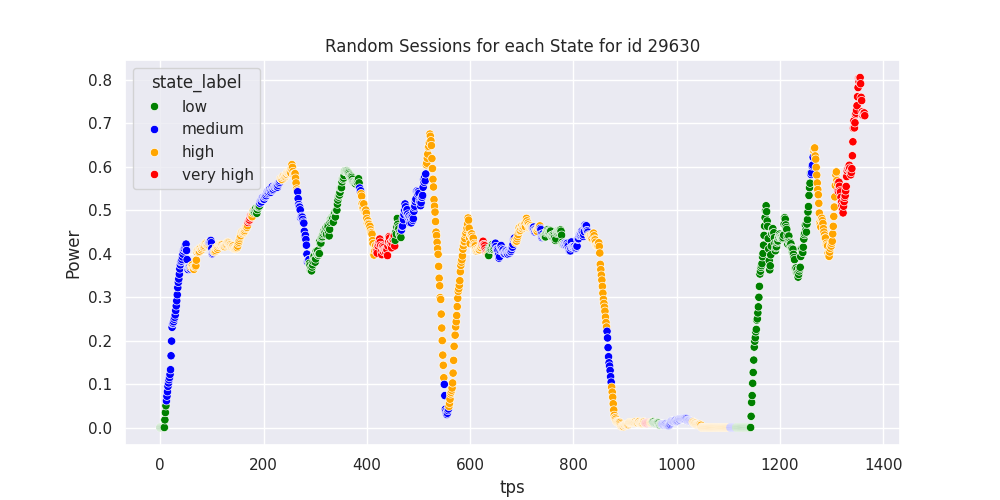 Random Sessions for each State for id 29630
state_label
low
medium
high
very high
Power
0.8
0.7
0.6
0.5
0.4
0.3
0.2
0.1
0.0
0 200 400 600 800 1000 1200 1400
tps